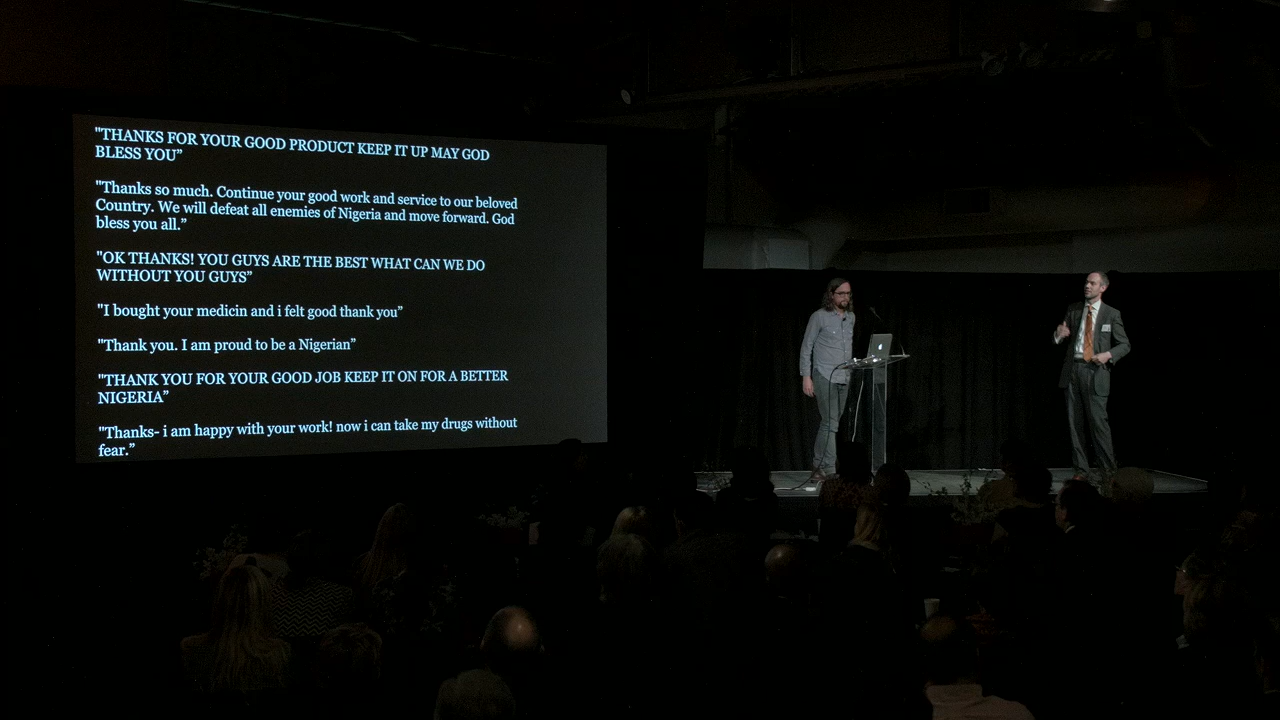 "THANKS FOR YOUR GOOD PRODUCT KEEP IT UP MAY GOD
BLESS YOU”
"Thanks so much. Continue your good work and service to our beloved
Country. We will defeat all enemies of Nigeria and move forward. God
bless you all.”
"OK THANKS! YOU GUYS ARE THE BEST WHAT CAN WE DO
WITHOUT YOU GUYS”
"I bought your medicin and i felt good thank you”
"Thank you. I am proud to be a Nigerian”
"THANK YOU FOR YOUR GOOD JOB KEEP IT ON FOR A BETTER
NIGERIA”
"Thanks- i am happy with your work! now i can take my drugs without
fear.”